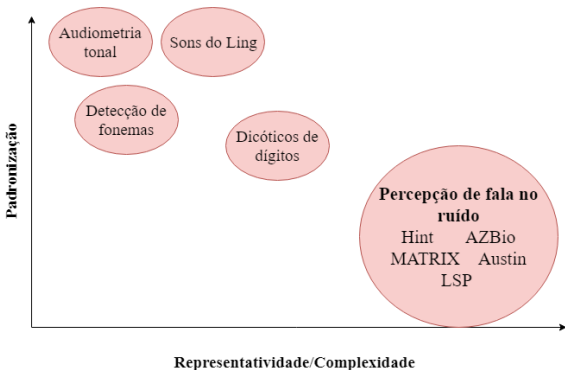 Audiometria
tonal
Sons do Ling
Detecção de
fonemas
Dicóticos de
dígitos
Percepção de fala no
ruído
Hint AZBio
MATRIX Austin
LSP
Padronização
Representatividade/Complexidade